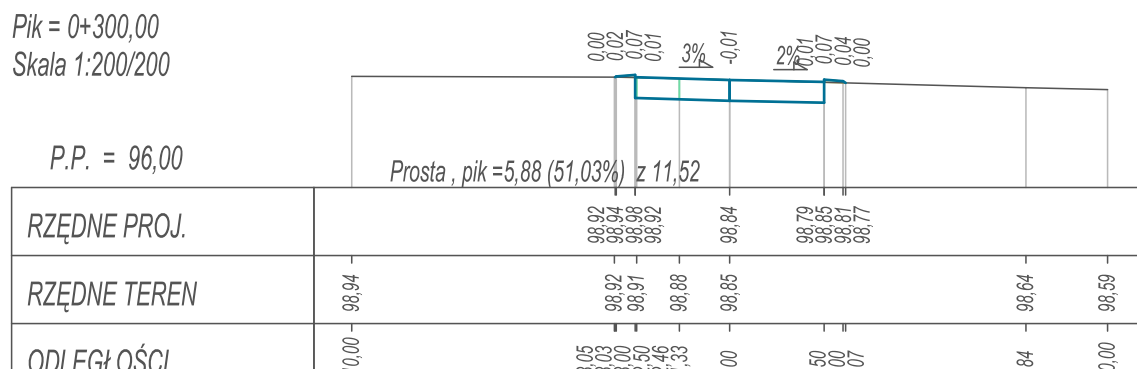 Pik = 0+300,00
Skala 1:200/200
0,00 0,02 0,07 0,01 3% -0,01 2% 0,07 0,04 0,00
P.P. = 96,00
Prosta , pik =5,88 (51,03%) z 11,52
RZĘDNE PROJ. 98,92 98,94 98,98 98,92 98,84 98,79 98,85 98,81 98,77
RZĘDNE TEREN 98,94 98,92 98,91 98,88 98,85 98,64 98,59
ODLEGŁOŚCI